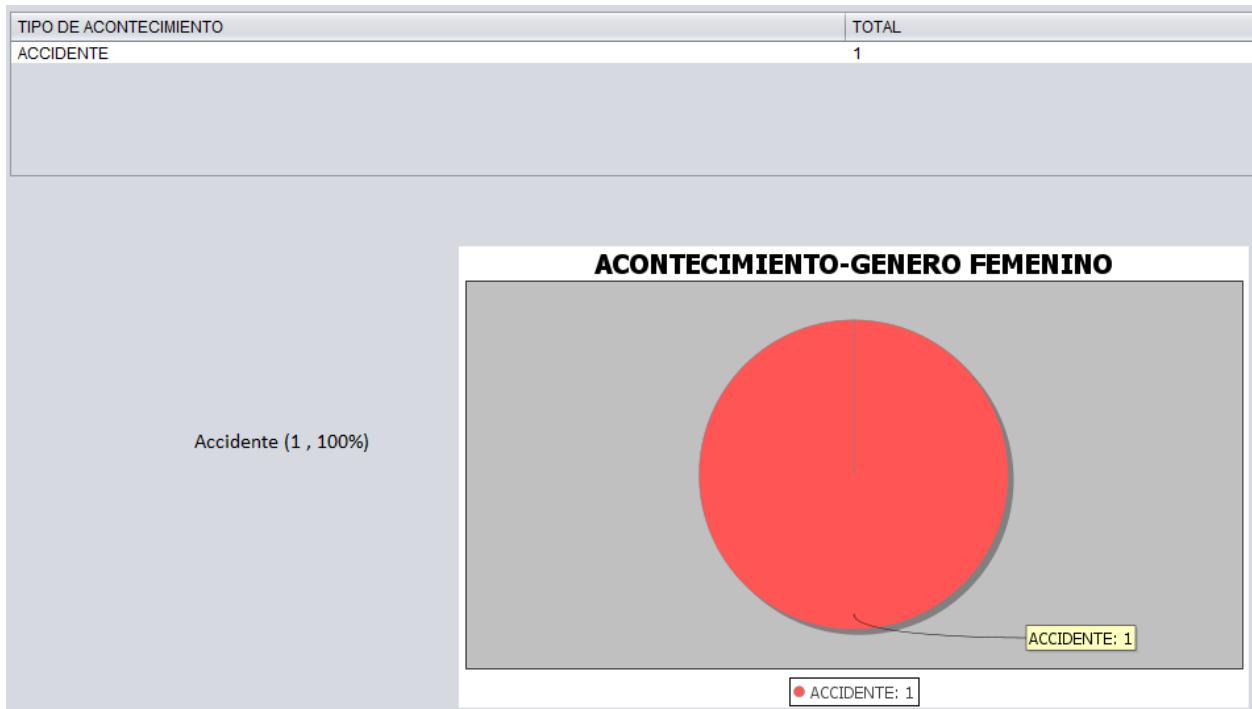 TIPO DE ACONTECIMIENTO TOTAL
ACCIDENTE 1
ACONTECIMIENTO-GENERO FEMENINO
Accidente (1 , 100%)
ACCIDENTE: 1
ACCIDENTE: 1